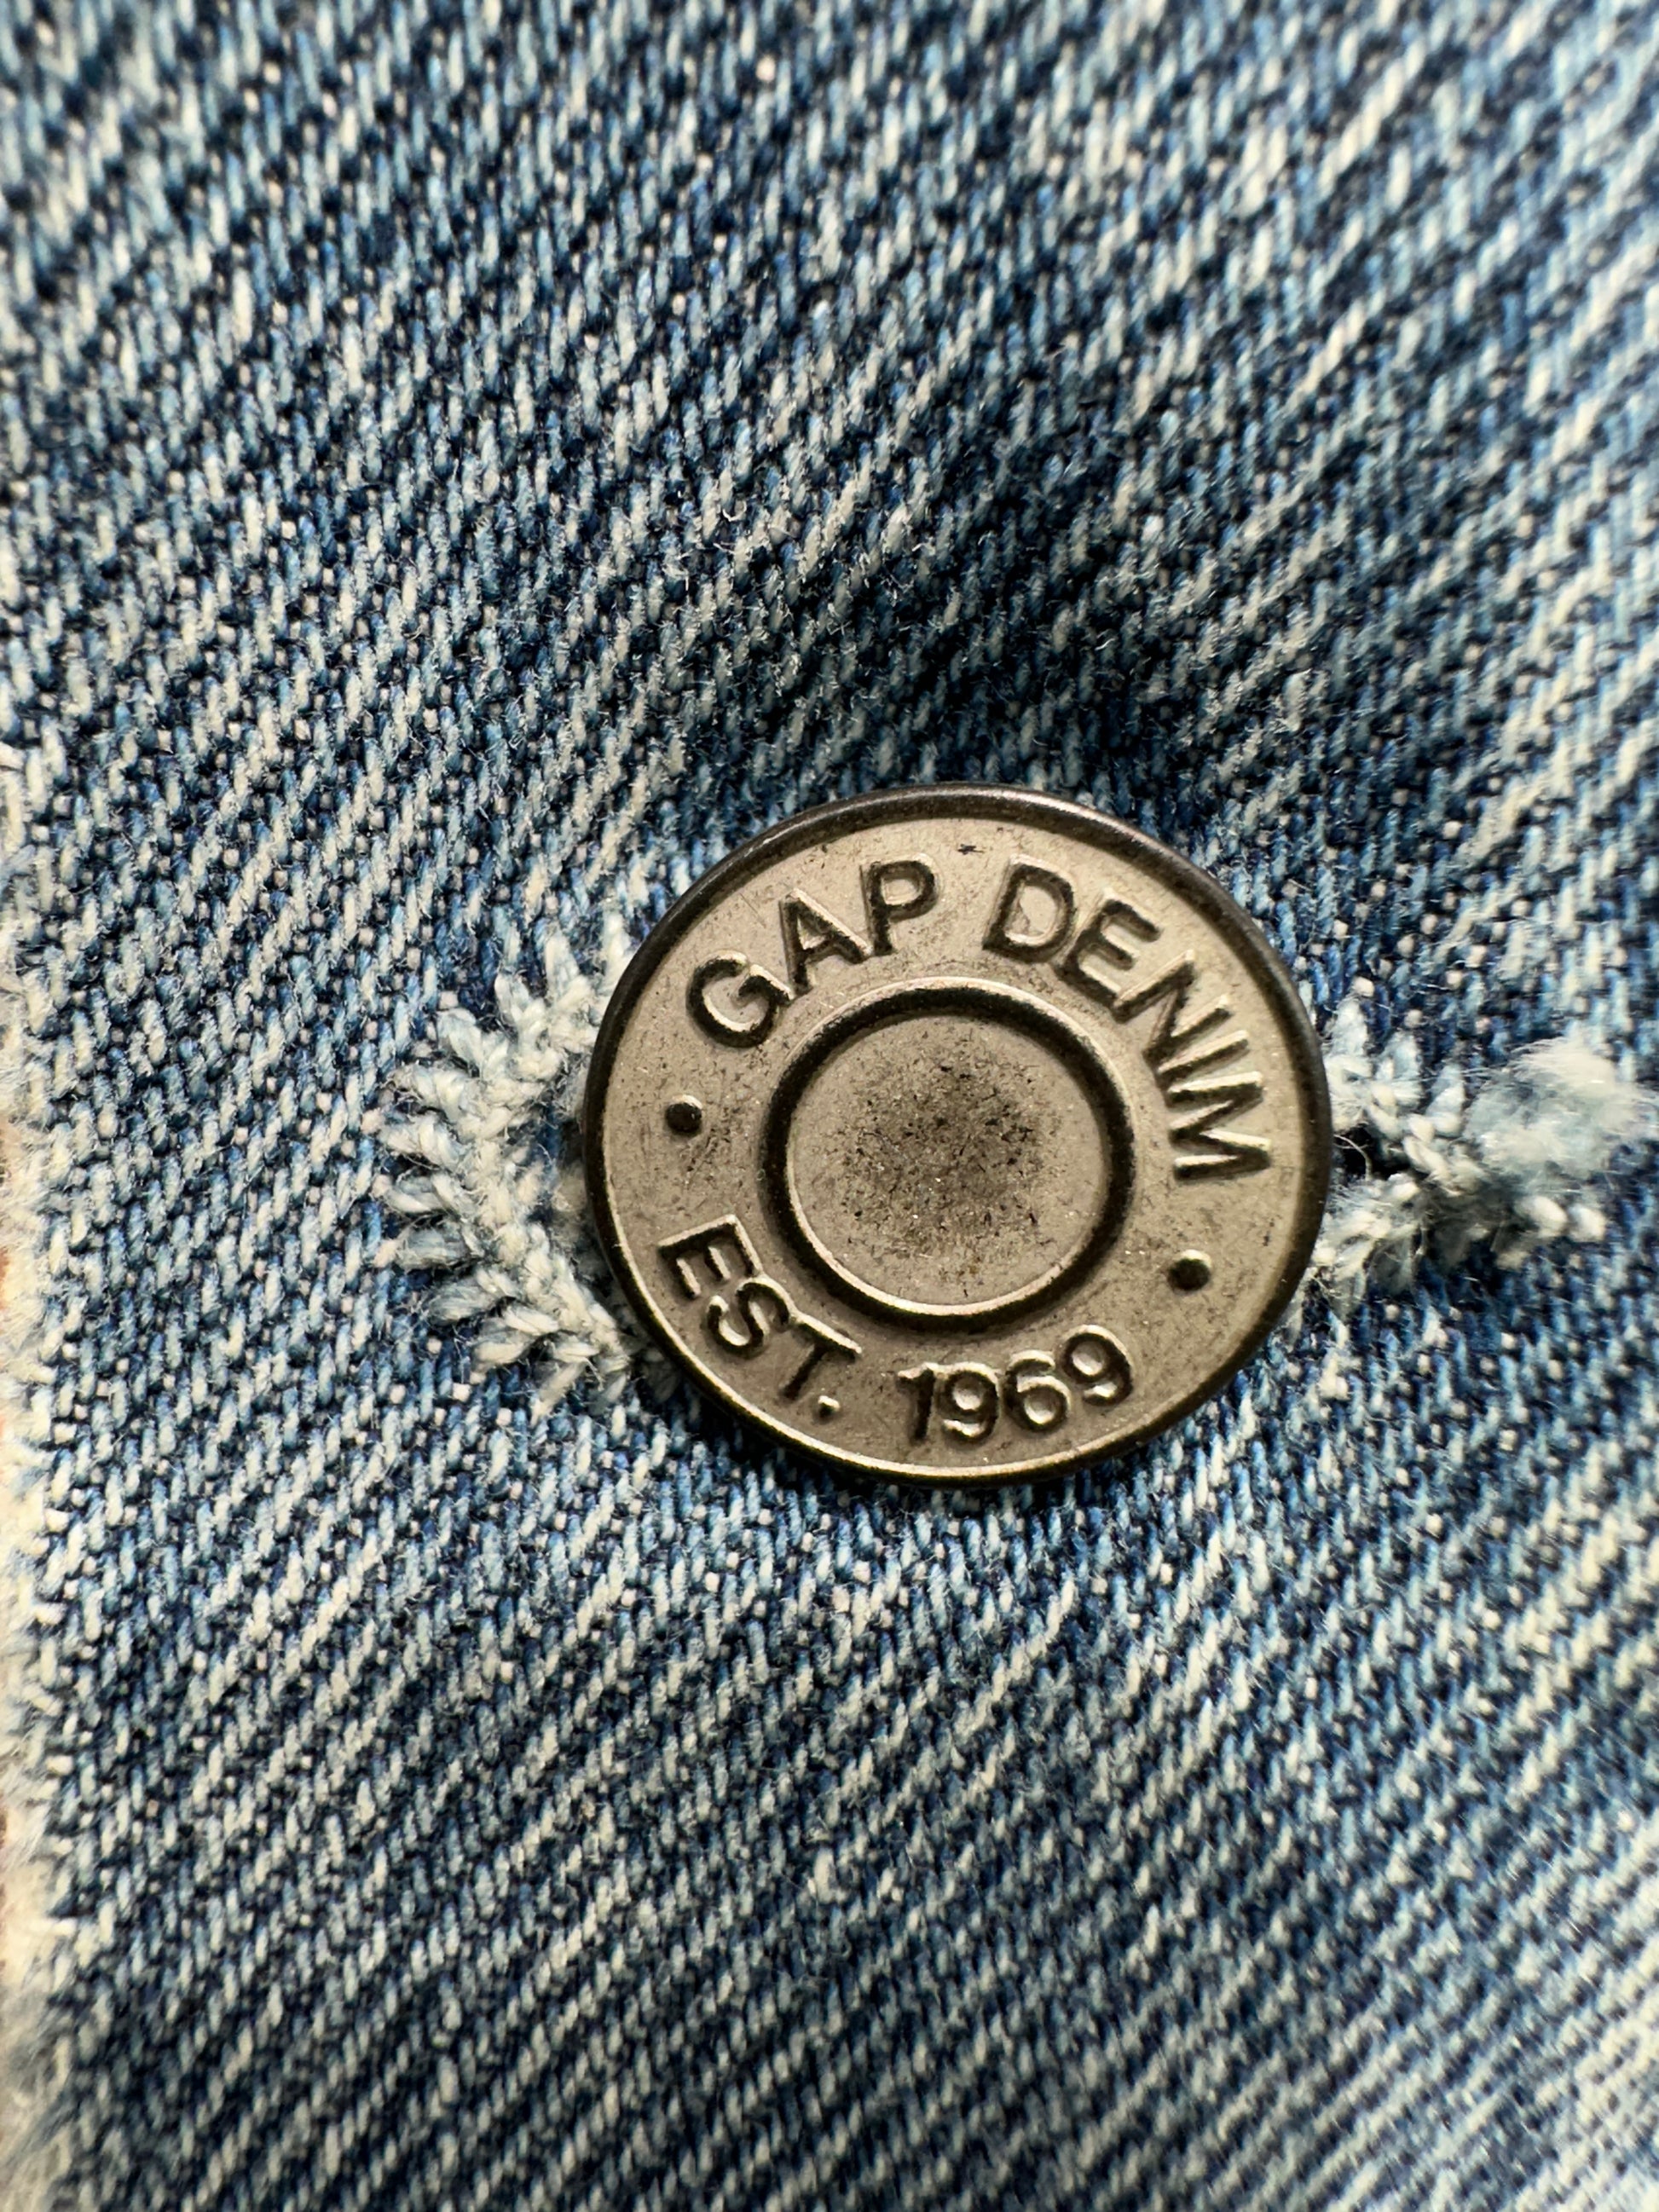 GAP DENIM
EST. 1969